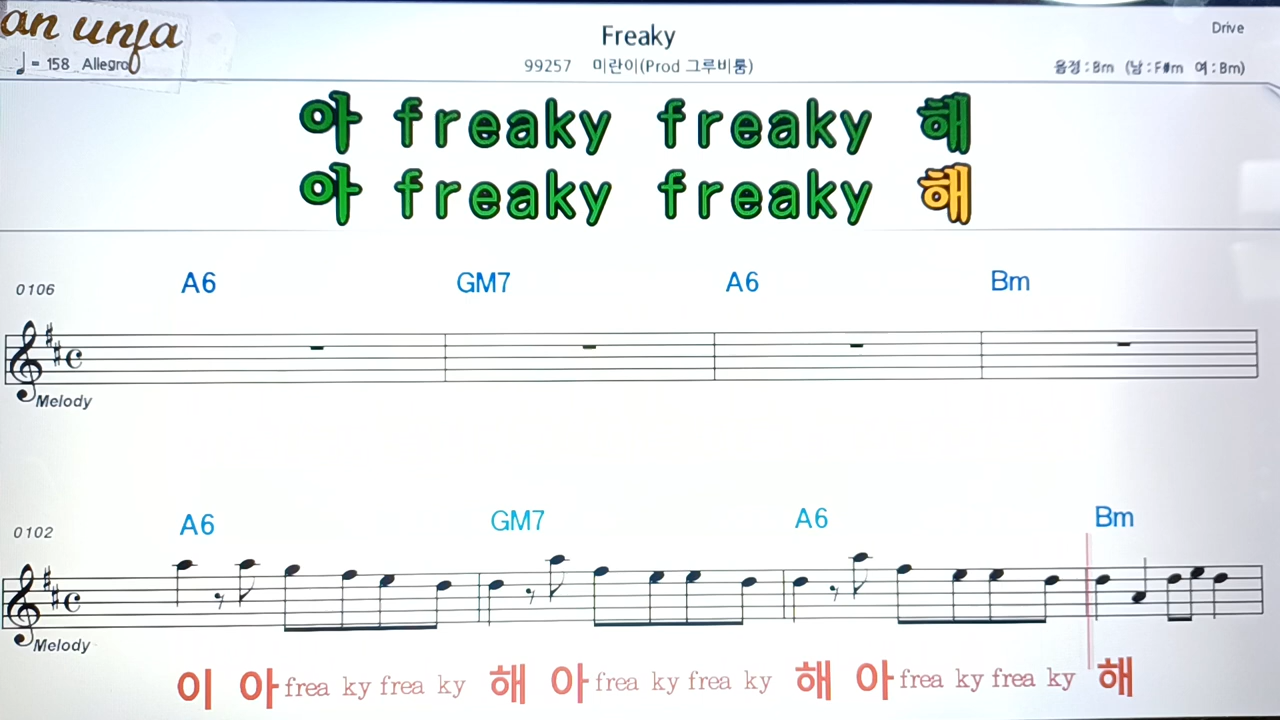 an unfa
Freaky
Drive
♩ = 158 Allegro
99257 미란이(Prod 그루비룸)
음정 : Bm (남 : F#m 여 : Bm)
아 freaky freaky 해
아 freaky freaky 해
A6 GM7 A6 Bm
0106
Melody
A6 GM7 A6 Bm
0102
Melody
이 아 frea ky frea ky 해 아 frea ky frea ky 해 아 frea ky frea ky 해